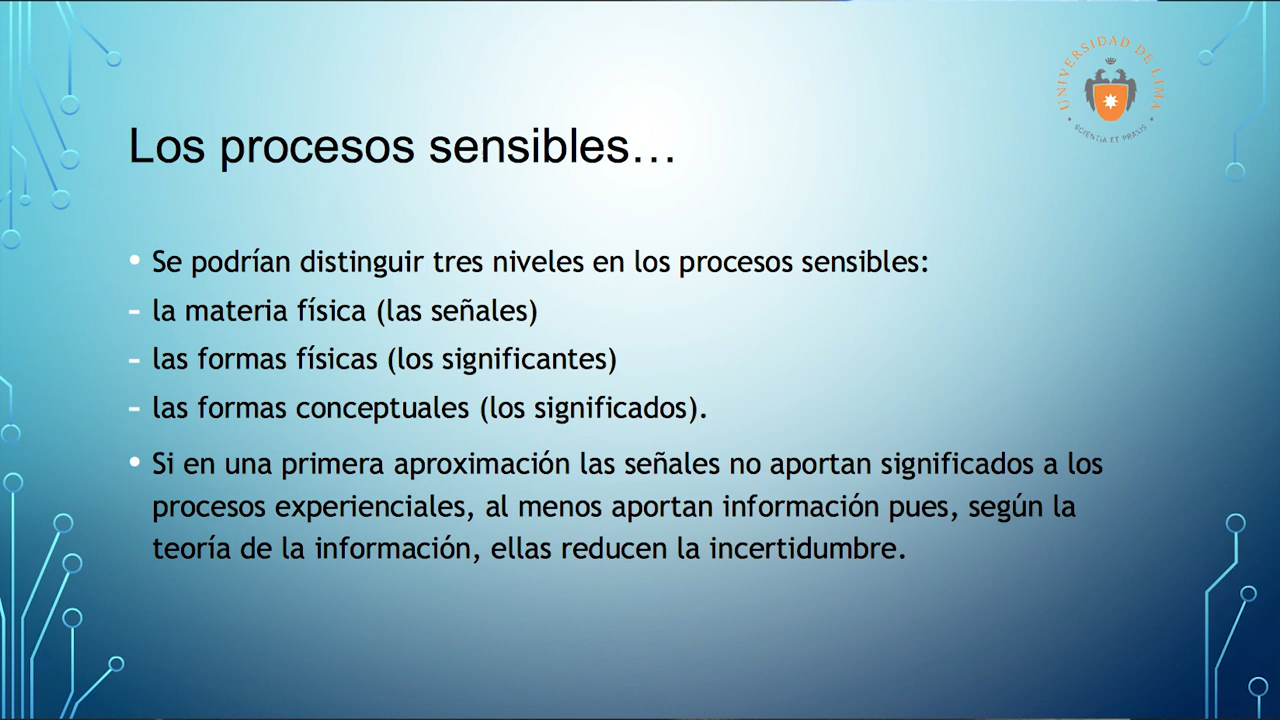 UNIVERSIDAD DE LIMA
SCIENTIA ET PRAXIS
Los procesos sensibles…
• Se podrían distinguir tres niveles en los procesos sensibles:
- la materia física (las señales)
- las formas físicas (los significantes)
- las formas conceptuales (los significados).
• Si en una primera aproximación las señales no aportan significados a los
procesos experienciales, al menos aportan información pues, según la
teoría de la información, ellas reducen la incertidumbre.